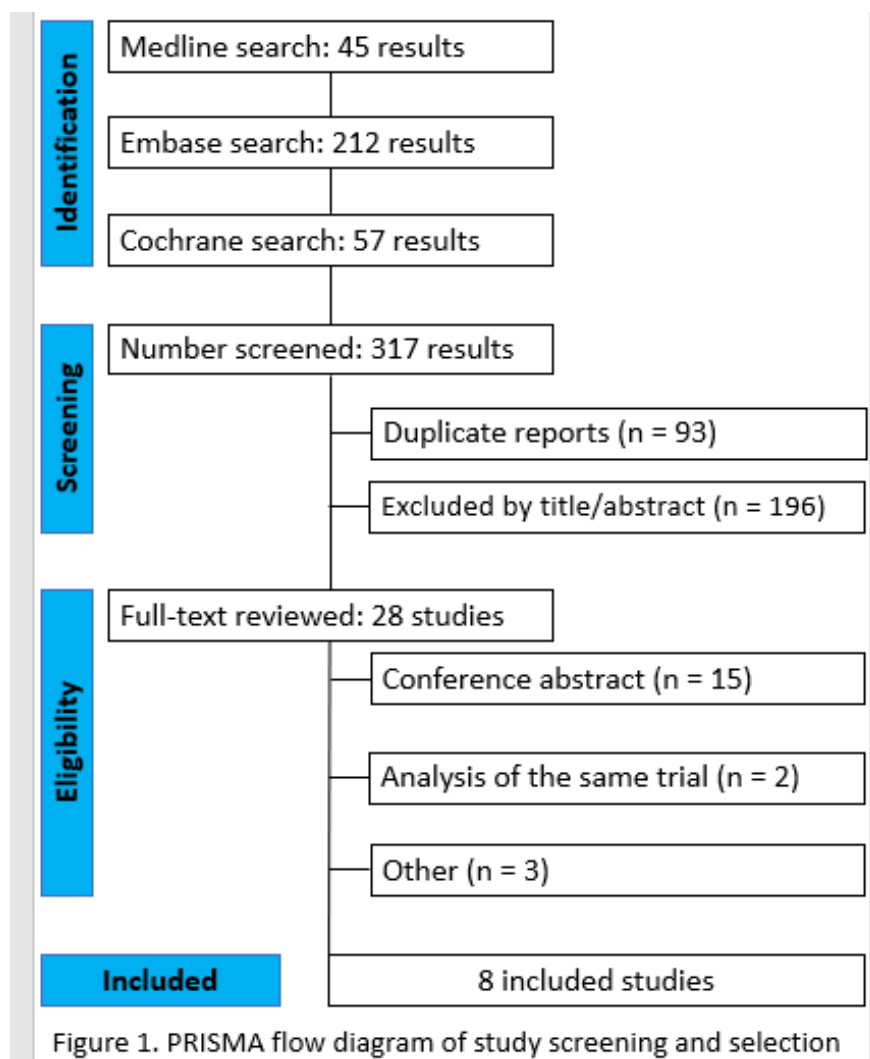 Identification
Medline search: 45 results
Embase search: 212 results
Cochrane search: 57 results
Screening
Number screened: 317 results
Duplicate reports (n = 93)
Excluded by title/abstract (n = 196)
Eligibility
Full-text reviewed: 28 studies
Conference abstract (n = 15)
Analysis of the same trial (n = 2)
Other (n = 3)
Included
8 included studies
Figure 1. PRISMA flow diagram of study screening and selection